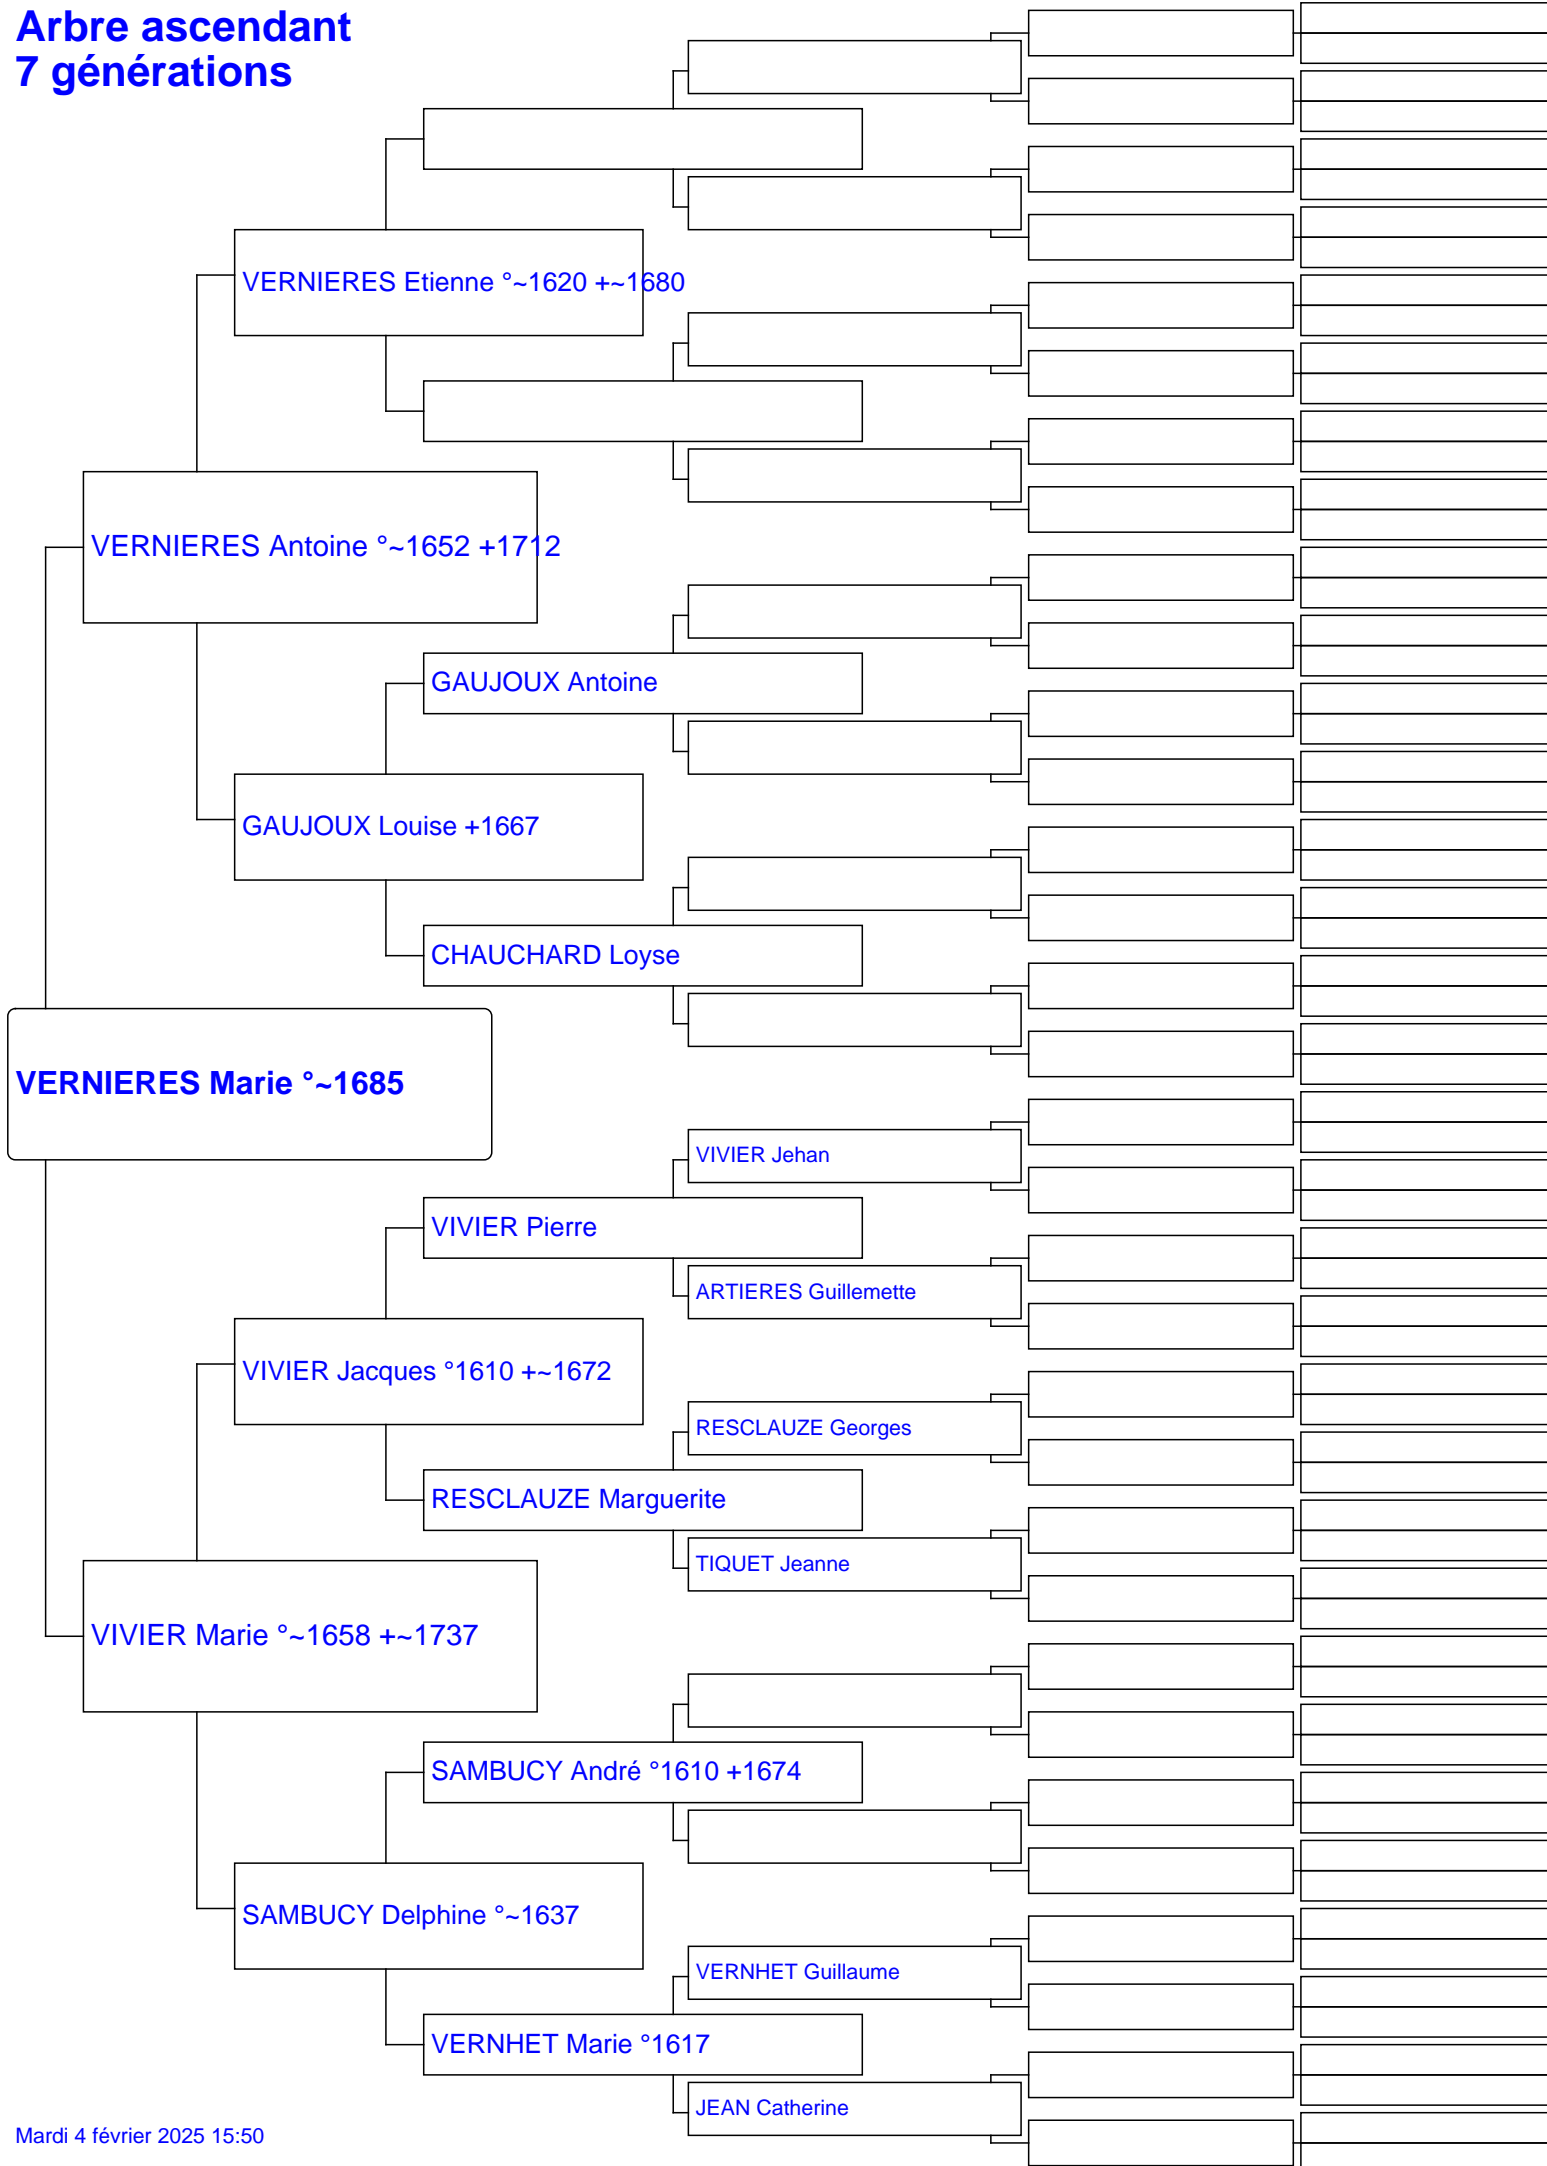 Arbre ascendant
7 générations
VERNIERES Etienne °~1620 +~1680
VERNIERES Antoine °~1652 +1712
GAUJOUX Antoine
GAUJOUX Louise +1667
CHAUCHARD Loyse
VERNIERES Marie °~1685
VIVIER Jehan
VIVIER Pierre
ARTIERES Guillemette
VIVIER Jacques °1610 +~1672
RESCLAUZE Georges
RESCLAUZE Marguerite
TIQUET Jeanne
VIVIER Marie °~1658 +~1737
SAMBUCY André °1610 +1674
SAMBUCY Delphine °~1637
VERNHET Guillaume
VERNHET Marie °1617
JEAN Catherine
Mardi 4 février 2025 15:50